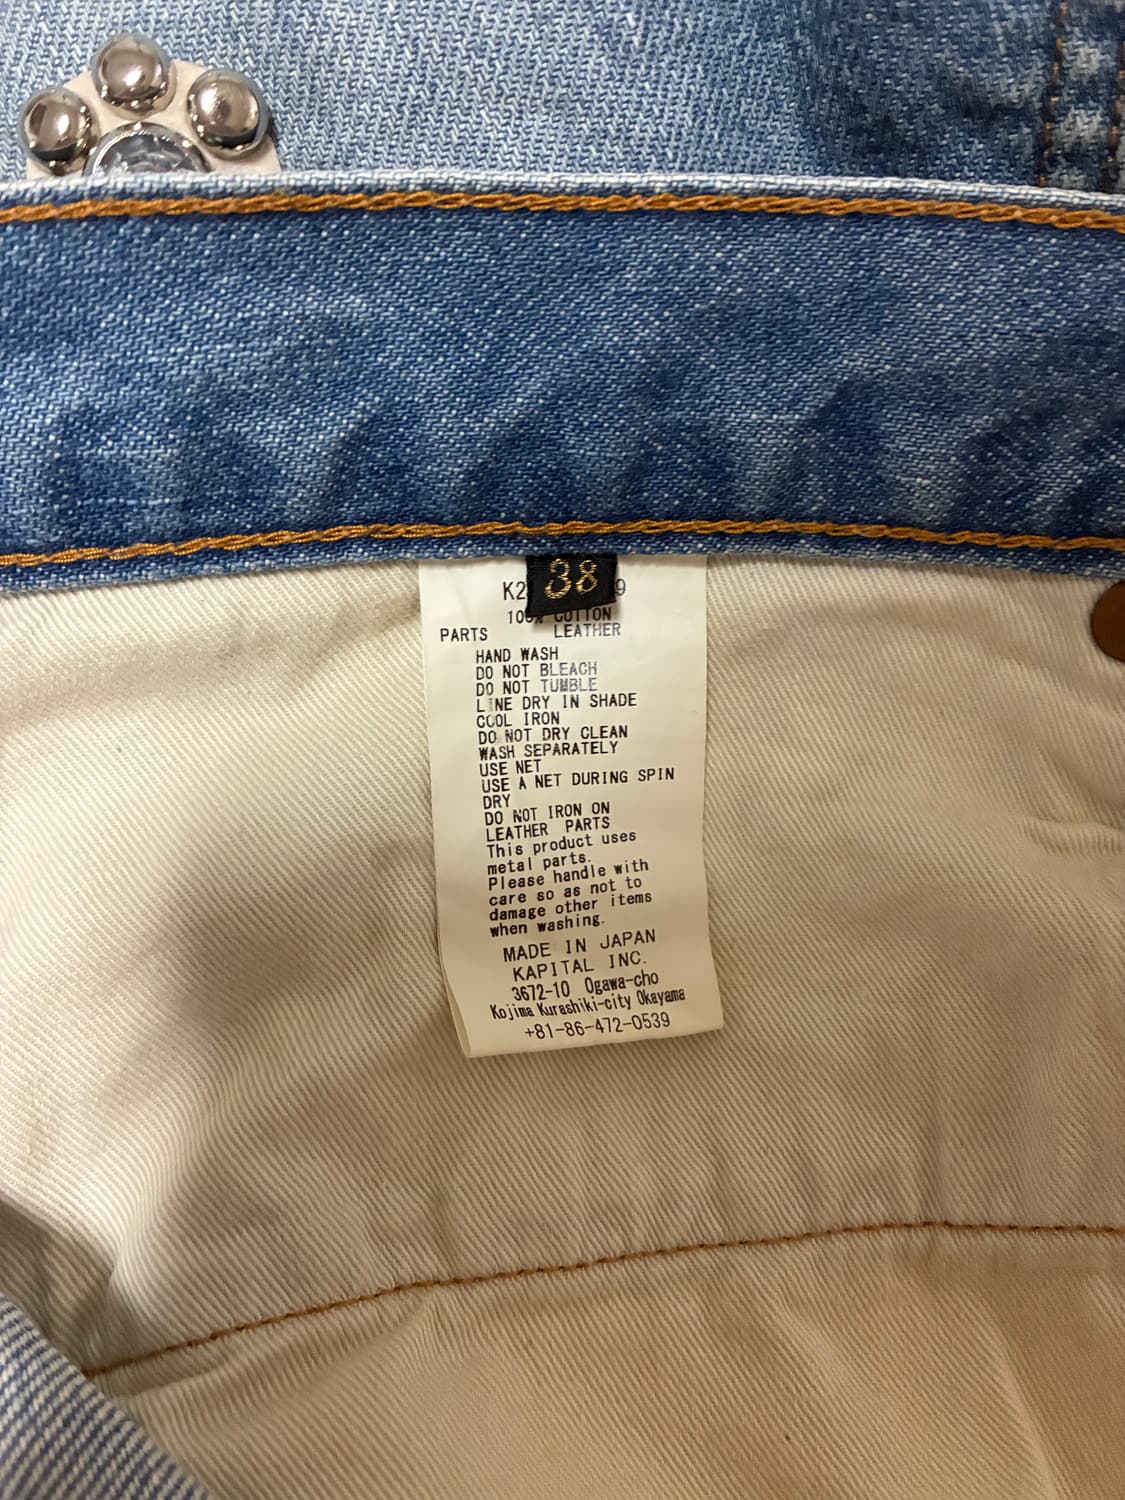 38
K2 9
100% COTTON
PARTS LEATHER
HAND WASH
DO NOT BLEACH
DO NOT TUMBLE
LINE DRY IN SHADE
COOL IRON
DO NOT DRY CLEAN
WASH SEPARATELY
USE NET
USE A NET DURING SPIN
DRY
DO NOT IRON ON
LEATHER PARTS
This product uses
metal parts.
Please handle with
care so as not to
damage other items
when washing.
MADE IN JAPAN
KAPITAL INC.
3672-10 Ogawa-cho
Kojima Kurashiki-city Okayama
+81-86-472-0539